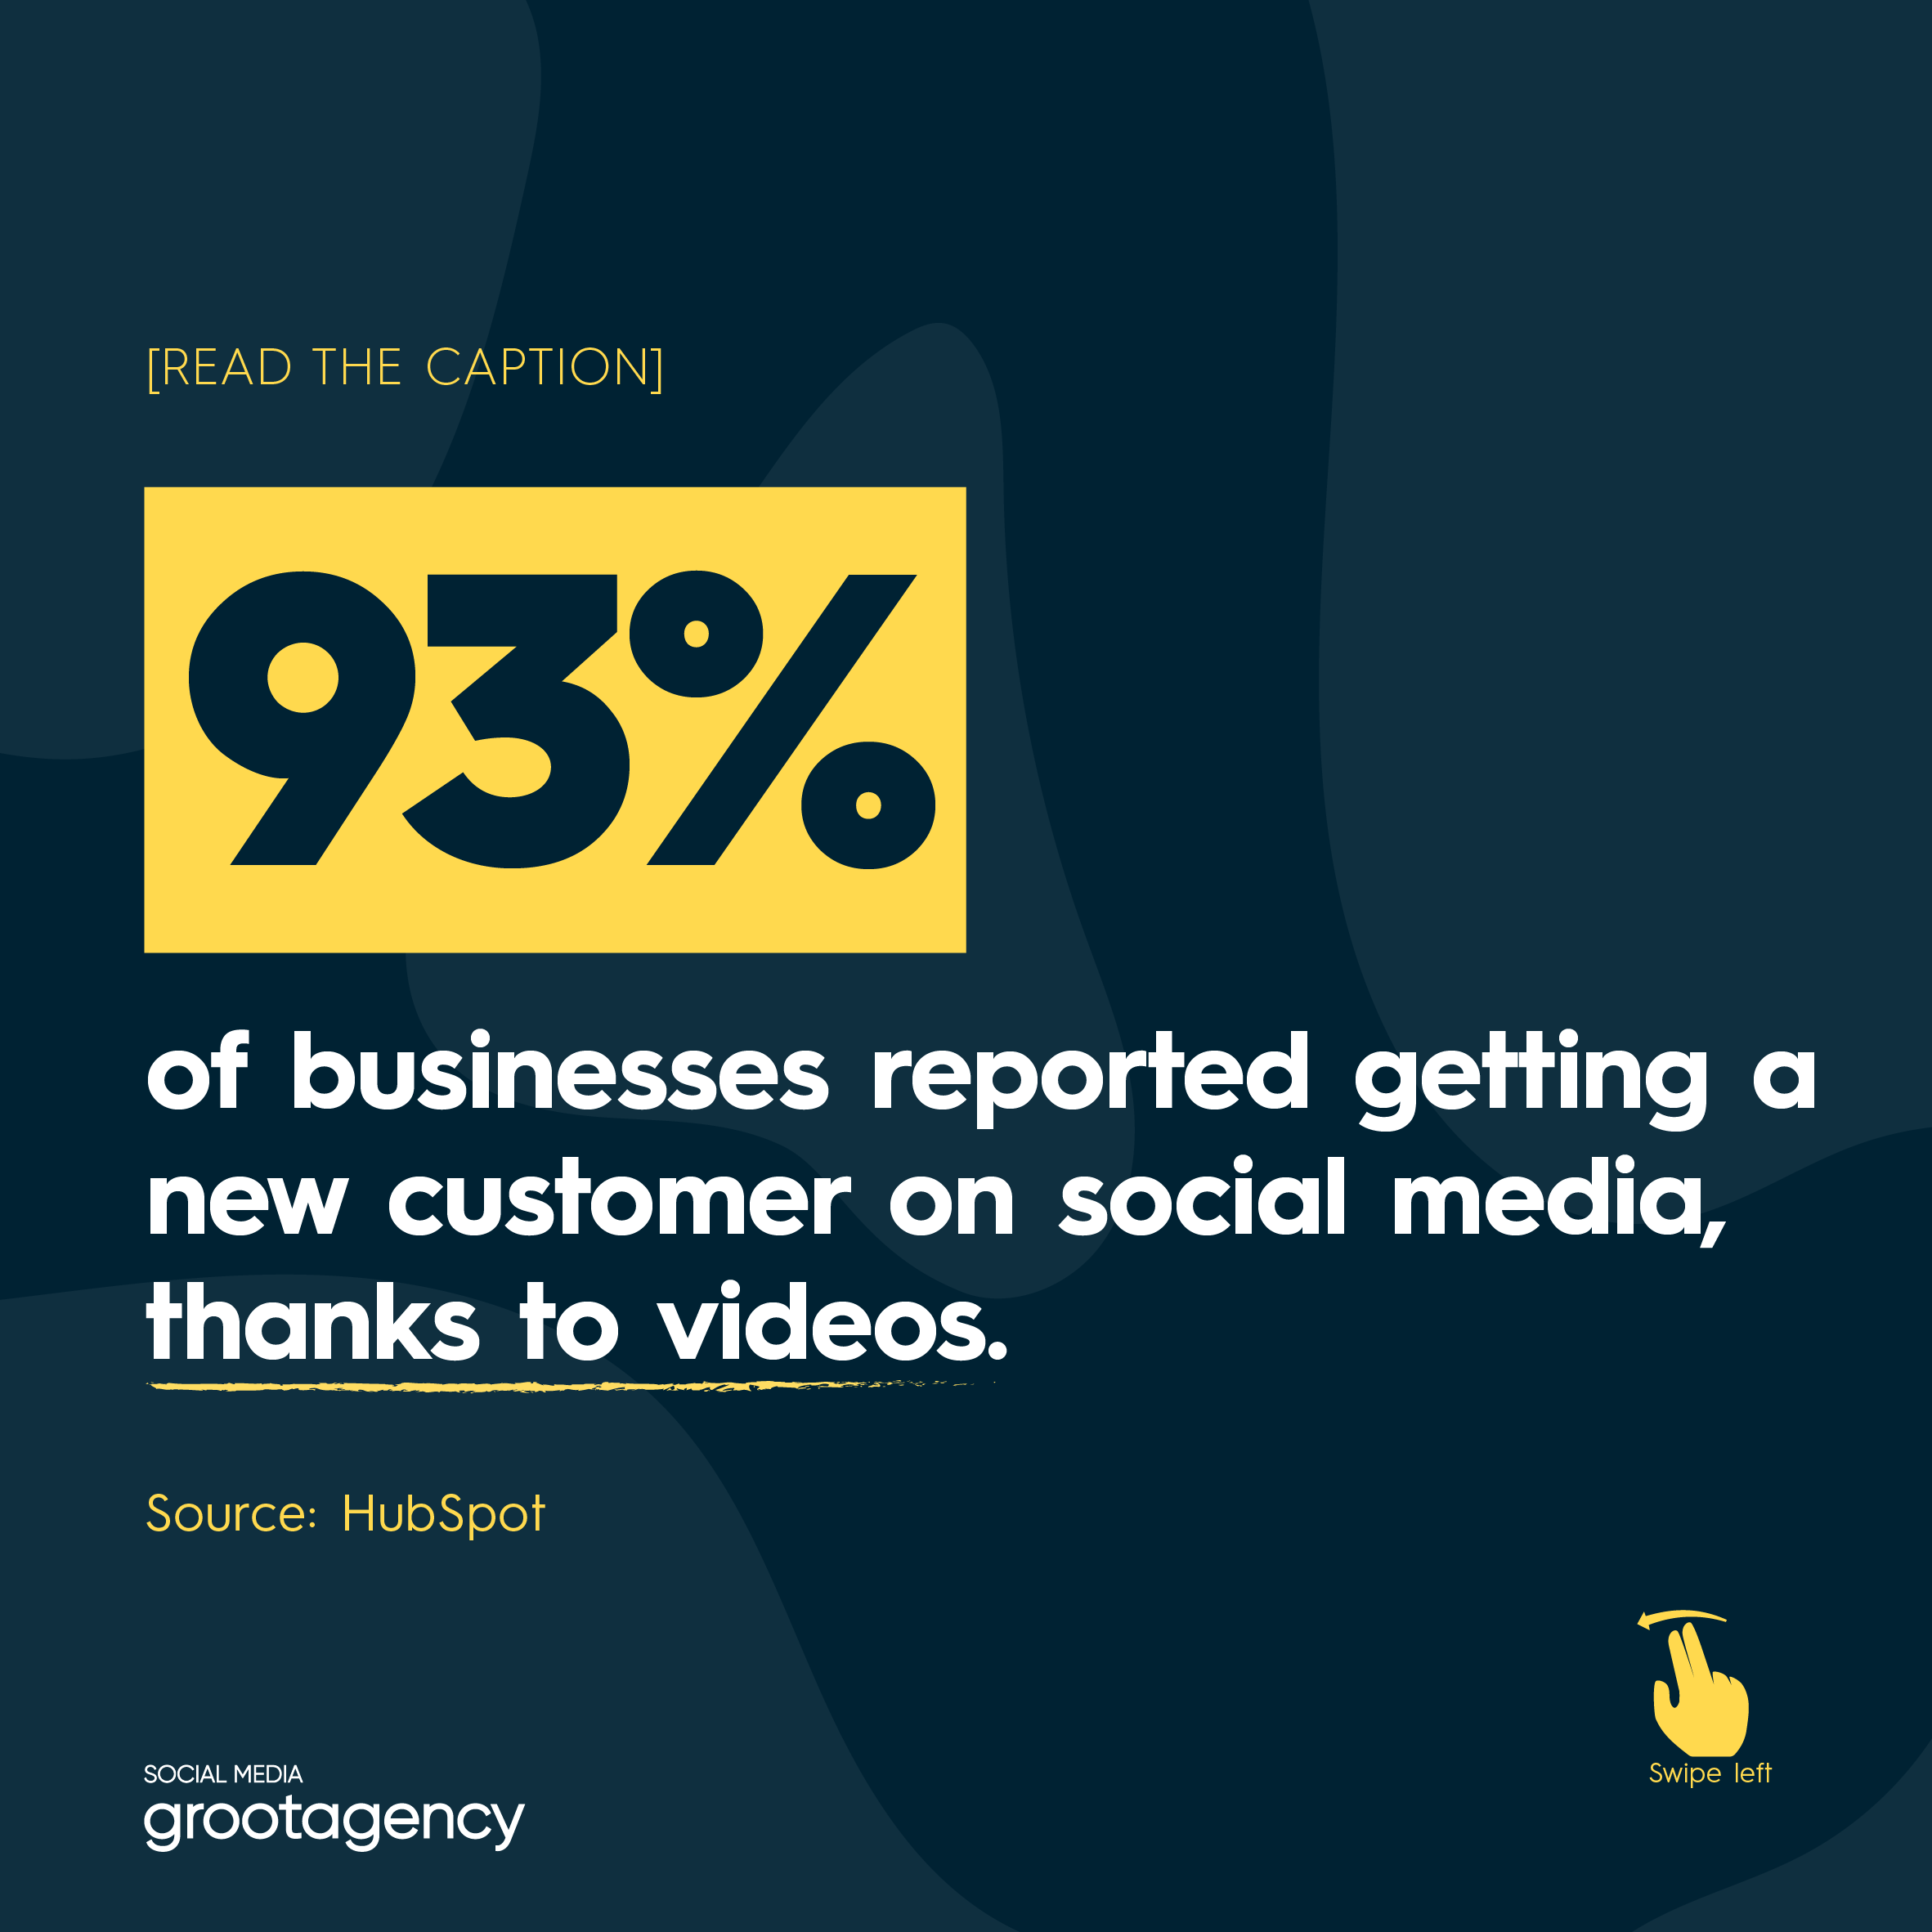 [READ THE CAPTION]
93%
of businesses reported getting a
new customer on social media,
thanks to videos.
Source: HubSpot
Swipe left
SOCIAL MEDIA
grootagency